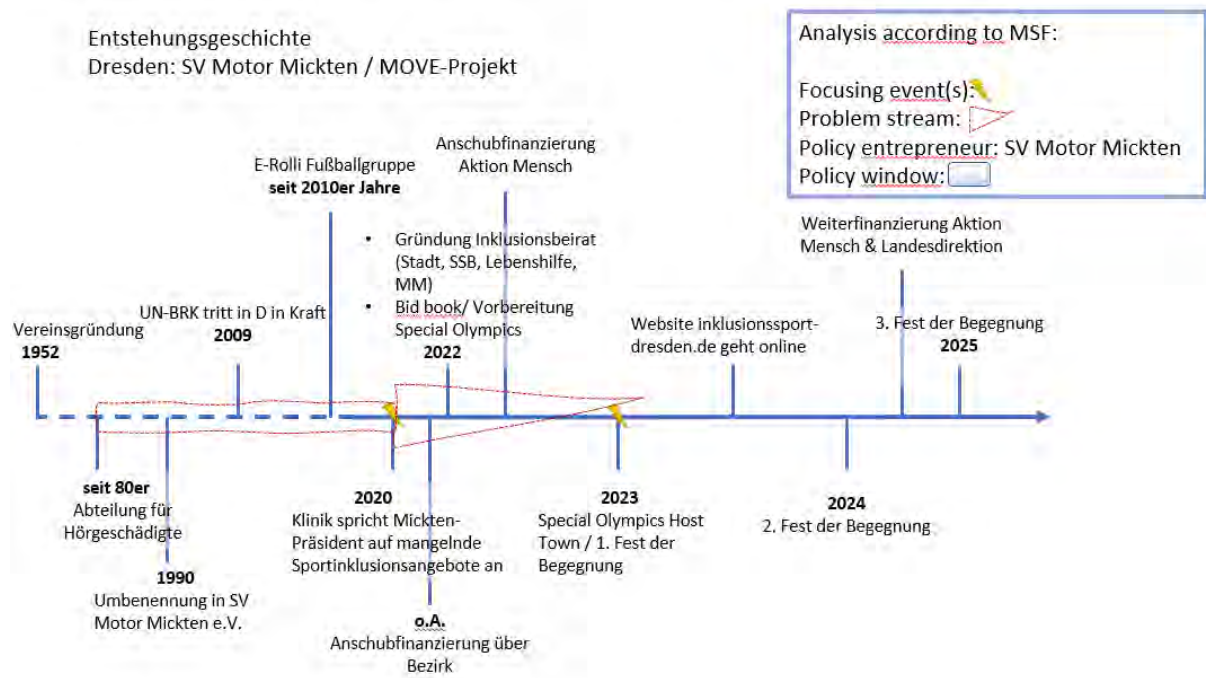 Entstehungsgeschichte
Dresden: SV Motor Mickten / MOVE-Projekt
Analysis according to MSF:
Focusing event(s):
Problem stream:
Policy entrepreneur: SV Motor Mickten
Policy window:
Vereinsgründung
1952
UN-BRK tritt in D in Kraft
2009
E-Rolli Fußballgruppe
seit 2010er Jahre
• Gründung Inklusionsbeirat
(Stadt, SSB, Lebenshilfe,
MM)
• Bid book/ Vorbereitung
Special Olympics
2022
Anschubfinanzierung
Aktion Mensch
Website inklusionssport-
dresden.de geht online
Weiterfinanzierung Aktion
Mensch & Landesdirektion
3. Fest der Begegnung
2025
seit 80er
Abteilung für
Hörgeschädigte
1990
Umbenennung in SV
Motor Mickten e.V.
2020
Klinik spricht Mickten-
Präsident auf mangelnde
Sportinklusionsangebote an
o.A.
Anschubfinanzierung über
Bezirk
2023
Special Olympics Host
Town / 1. Fest der
Begegnung
2024
2. Fest der Begegnung